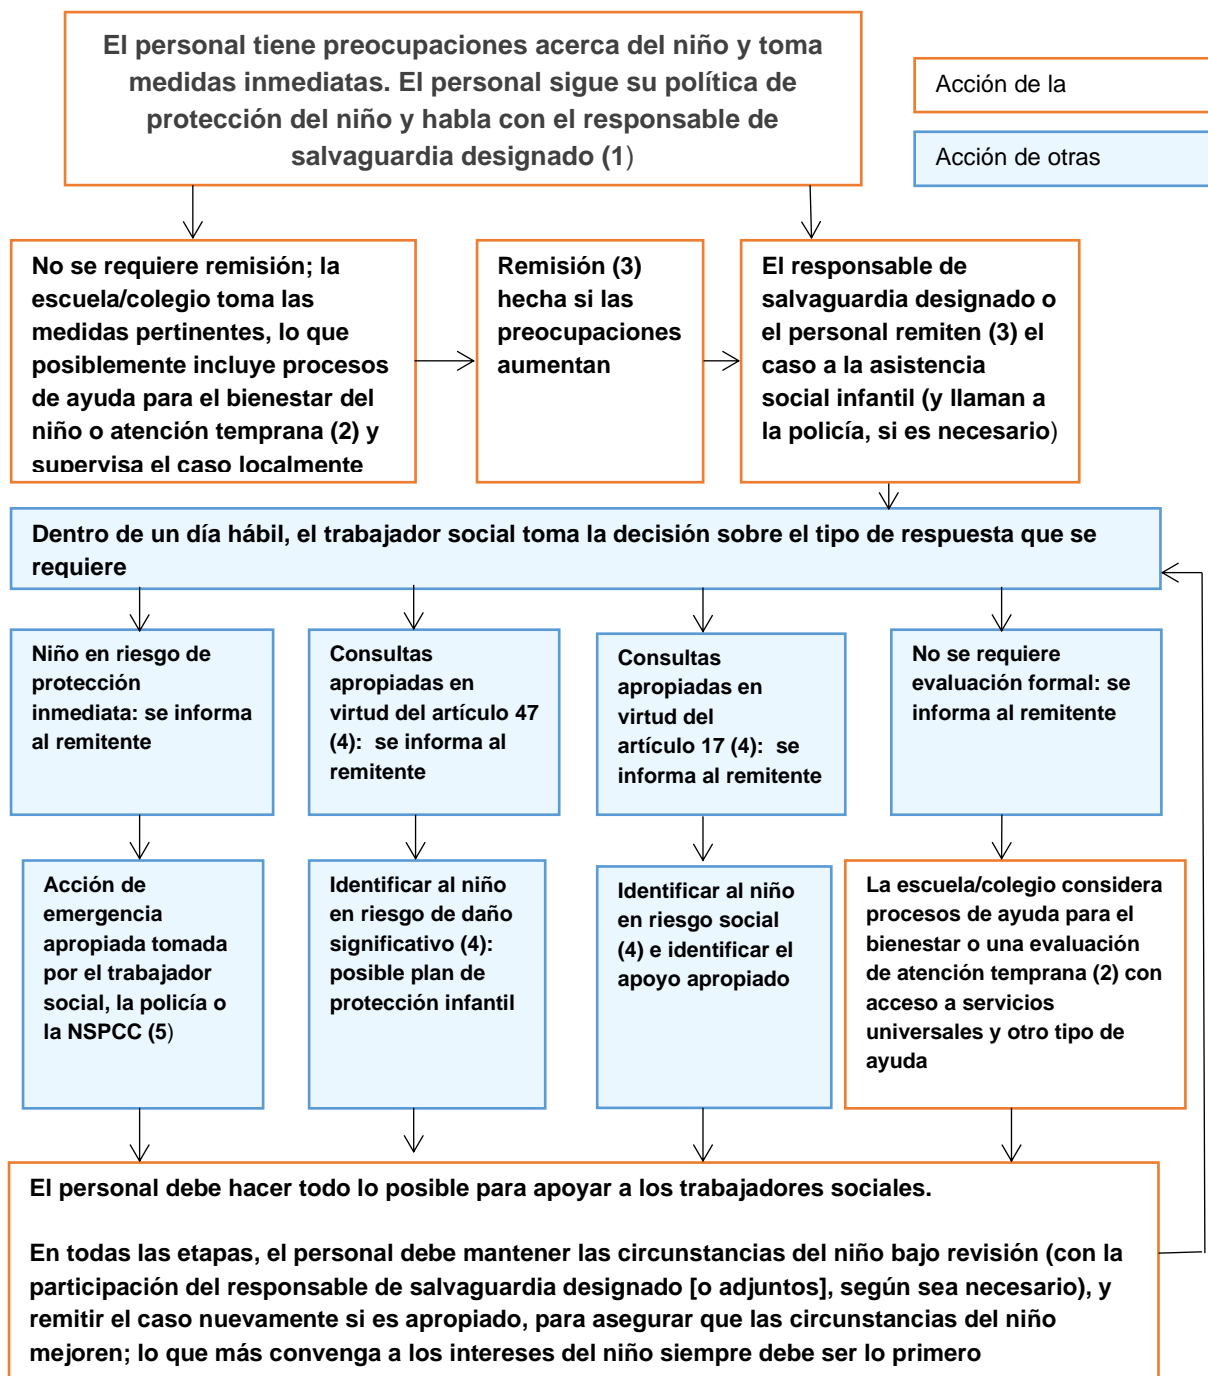 El personal tiene preocupaciones acerca del niño y toma
medidas inmediatas. El personal sigue su política de
protección del niño y habla con el responsable de
salvaguardia designado (1)
Acción de la
Acción de otras
No se requiere remisión; la
escuela/colegio toma las
medidas pertinentes, lo que
posiblemente incluye procesos
de ayuda para el bienestar del
niño o atención temprana (2) y
supervisa el caso localmente
Remisión (3)
hecha si las
preocupaciones
aumentan
El responsable de
salvaguardia designado o
el personal remiten (3) el
caso a la asistencia
social infantil (y llaman a
la policía, si es necesario)
Dentro de un día hábil, el trabajador social toma la decisión sobre el tipo de respuesta que se
requiere
Niño en riesgo de
protección
inmediata: se informa
al remitente
Consultas
apropiadas en
virtud del artículo 47
(4): se informa al
remitente
Consultas
apropiadas en
virtud del
artículo 17 (4): se
informa al remitente
No se requiere
evaluación formal: se
informa al remitente
Acción de
emergencia
apropiada tomada
por el trabajador
social, la policía o
la NSPCC (5)
Identificar al niño
en riesgo de daño
significativo (4):
posible plan de
protección infantil
Identificar al niño
en riesgo social
(4) e identificar el
apoyo apropiado
La escuela/colegio considera
procesos de ayuda para el
bienestar o una evaluación
de atención temprana (2) con
acceso a servicios
universales y otro tipo de
ayuda
El personal debe hacer todo lo posible para apoyar a los trabajadores sociales.
En todas las etapas, el personal debe mantener las circunstancias del niño bajo revisión (con la
participación del responsable de salvaguardia designado [o adjuntos], según sea necesario), y
remitir el caso nuevamente si es apropiado, para asegurar que las circunstancias del niño
mejoren; lo que más convenga a los intereses del niño siempre debe ser lo primero